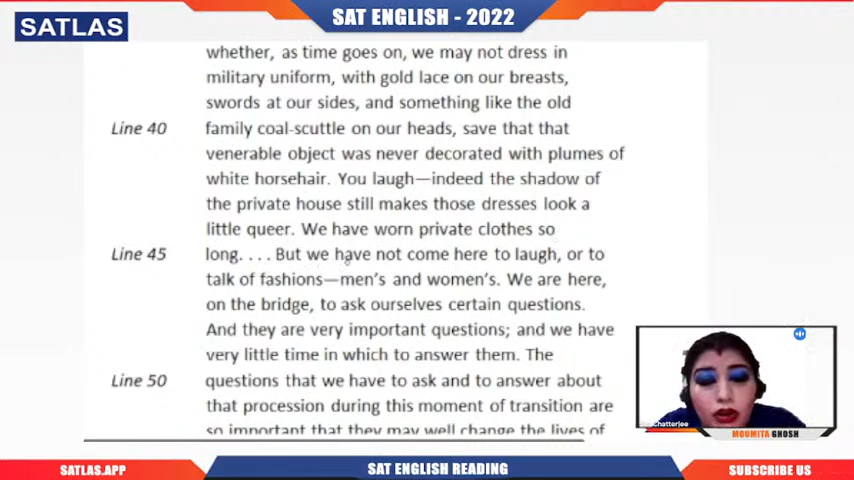 SATLAS
SAT ENGLISH - 2022
whether, as time goes on, we may not dress in
military uniform, with gold lace on our breasts,
swords at our sides, and something like the old
Line 40 family coal-scuttle on our heads, save that that
venerable object was never decorated with plumes of
white horsehair. You laugh—indeed the shadow of
the private house still makes those dresses look a
little queer. We have worn private clothes so
Line 45 long. . . . But we have not come here to laugh, or to
talk of fashions—men's and women's. We are here,
on the bridge, to ask ourselves certain questions.
And they are very important questions; and we have
very little time in which to answer them. The
Line 50 questions that we have to ask and to answer about
that procession during this moment of transition are
so important that they may well change the lives of
Chatterjee
MOUMITA GHOSH
SATLAS.APP
SAT ENGLISH READING
SUBSCRIBE US